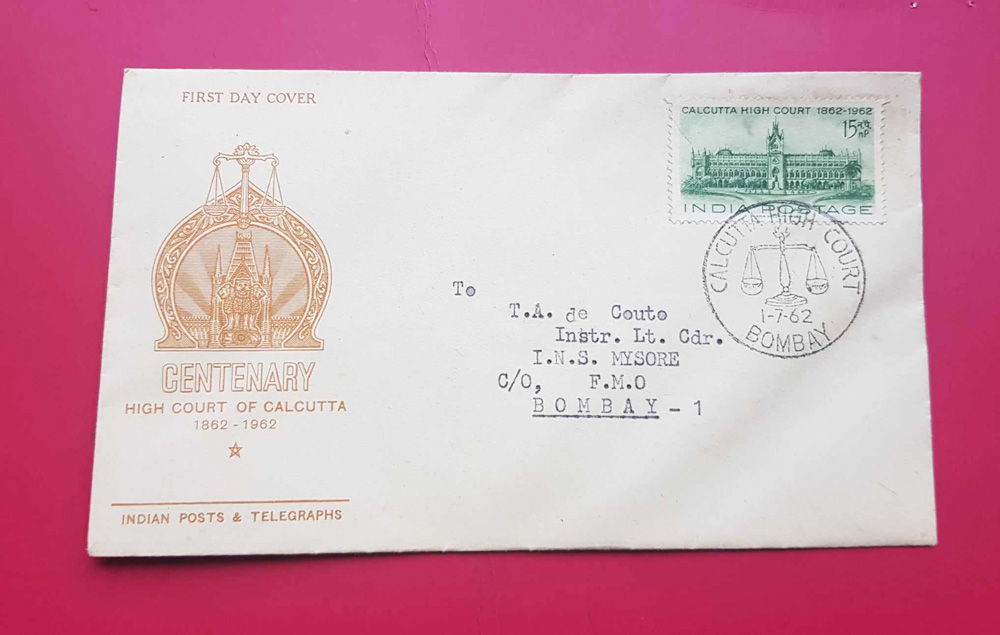 FIRST DAY COVER
CENTENARY
HIGH COURT OF CALCUTTA
1862 - 1962
INDIAN POSTS & TELEGRAPHS
CALCUTTA HIGH COURT 1862-1962
15 न.पै.
nP
INDIA POSTAGE
CALCUTTA HIGH COURT
1-7-62
BOMBAY
To
T.A. de Couto
Instr. Lt. Cdr.
I.N.S. MYSORE
C/O, F.M.O
BOMBAY - 1